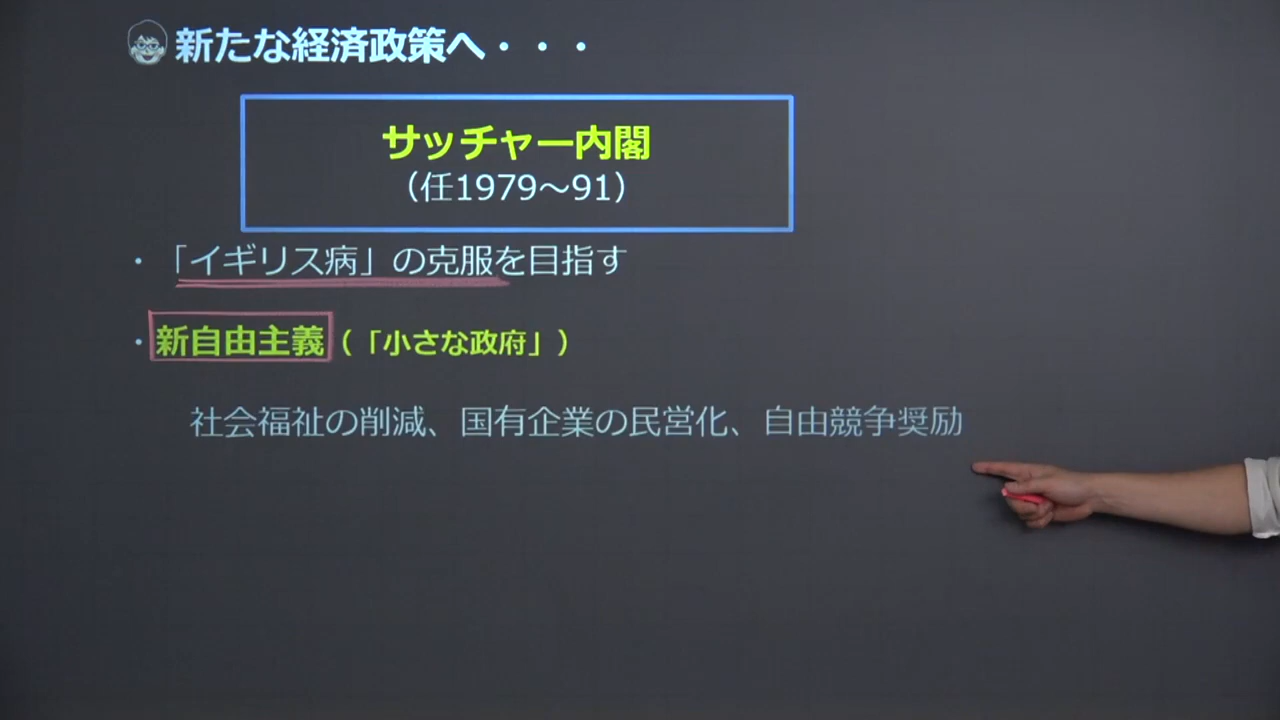 新たな経済政策へ・・・
サッチャー内閣
（任1979～91）
・「イギリス病」の克服を目指す
・新自由主義（「小さな政府」）
社会福祉の削減、国有企業の民営化、自由競争奨励